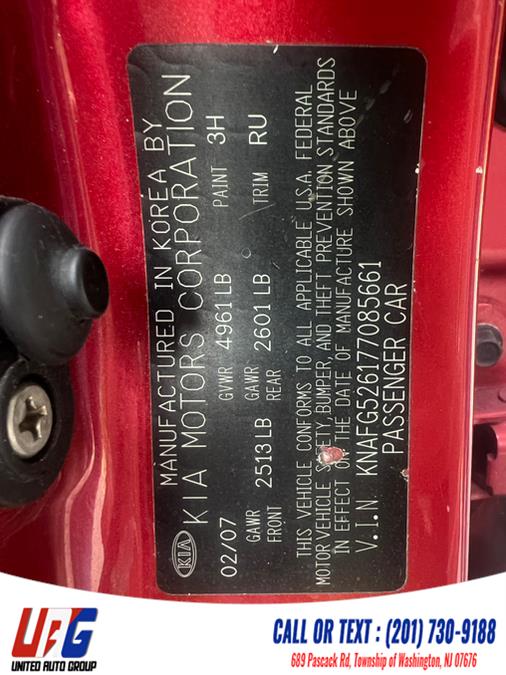 MANUFACTURED IN KOREA BY
KIA KIA MOTORS CORPORATION
02/07 GVWR 4961 LB PAINT 3H
GAWR FRONT 2513 LB GAWR REAR 2601 LB TRIM RU
THIS VEHICLE CONFORMS TO ALL APPLICABLE U.S.A. FEDERAL
MOTOR VEHICLE SAFETY, BUMPER, AND THEFT PREVENTION STANDARDS
IN EFFECT ON THE DATE OF MANUFACTURE SHOWN ABOVE
V.I.N KNAFG526177085661
PASSENGER CAR
UAG
UNITED AUTO GROUP
CALL OR TEXT : (201) 730-9188
689 Pascack Rd, Township of Washington, NJ 07676